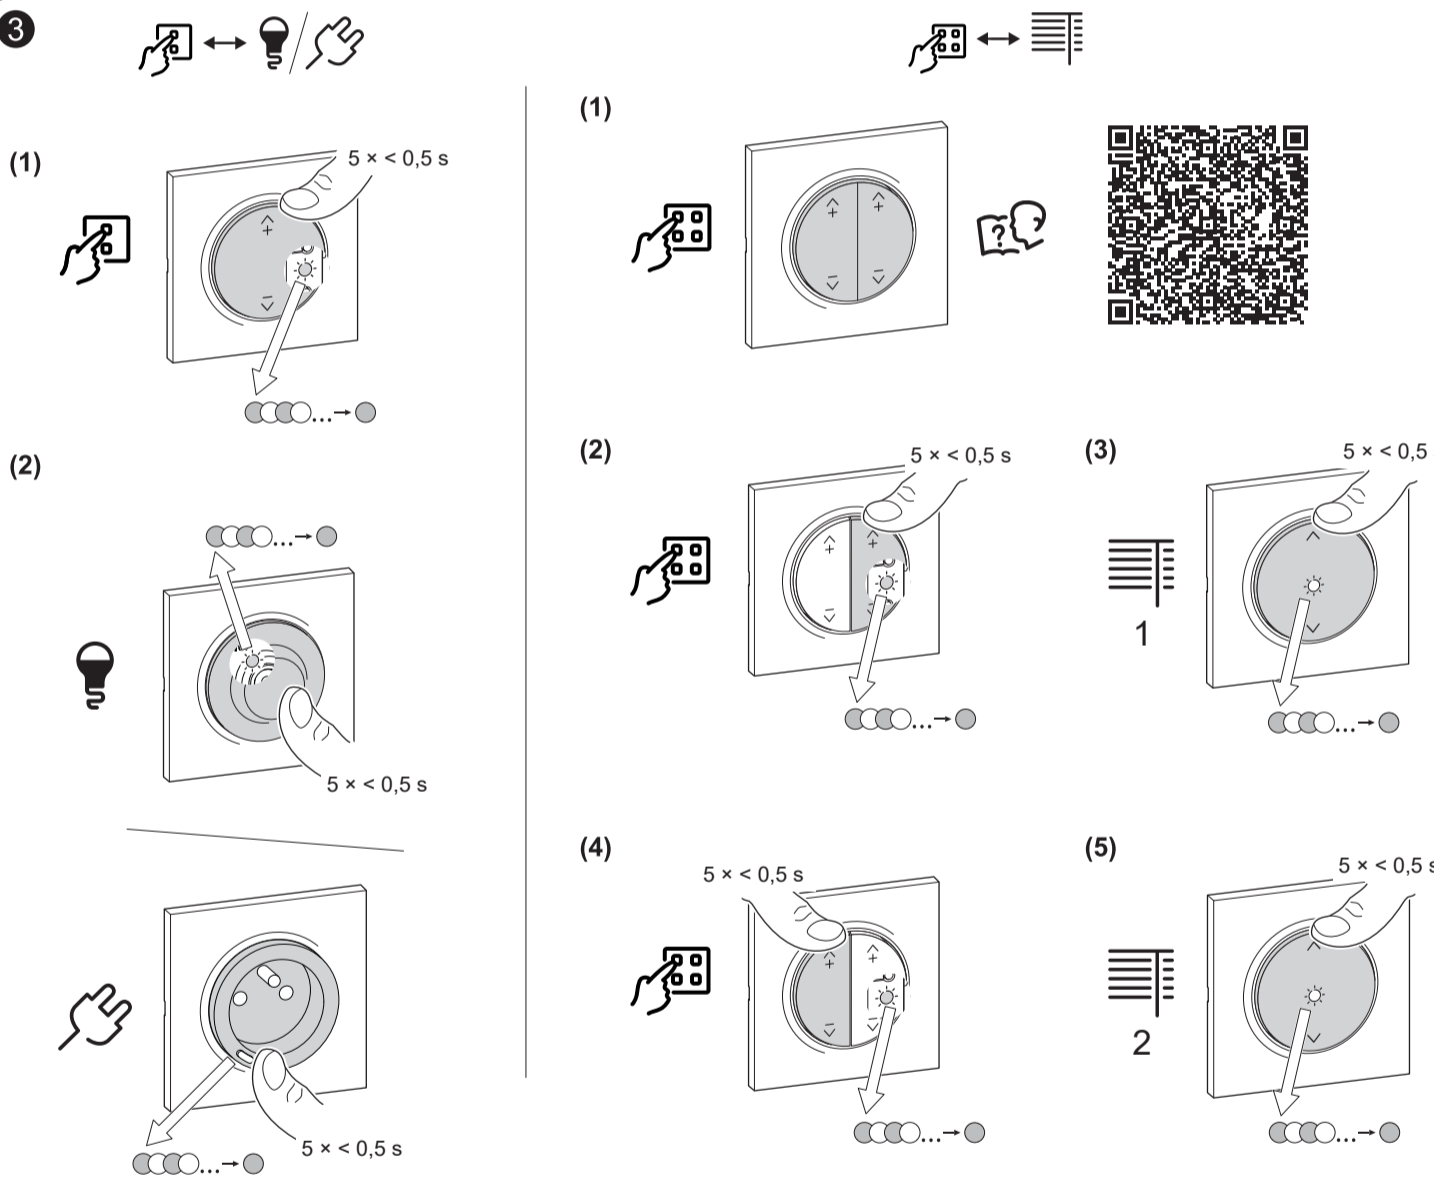 3
(1)
5 × < 0,5 s
(2)
5 × < 0,5 s
5 × < 0,5 s
(1)
?
(2)
5 × < 0,5 s
(3)
5 × < 0,5
1
(4)
5 × < 0,5 s
(5)
5 × < 0,5 s
2